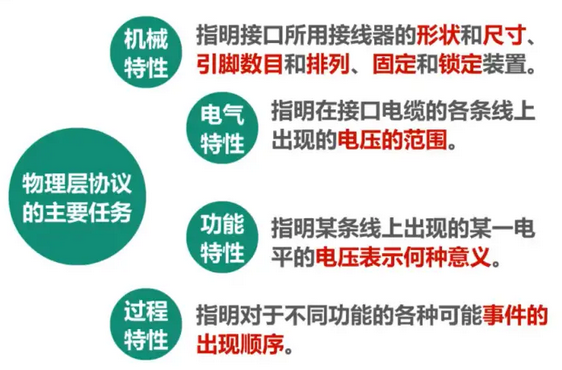 机械
特性
指明接口所用接线器的形状和尺寸、
引脚数目和排列、固定和锁定装置。
电气
特性
指明在接口电缆的各条线上
出现的电压的范围。
物理层协议
的主要任务
功能
特性
指明某条线上出现的某一电
平的电压表示何种意义。
过程
特性
指明对于不同功能的各种可能事件的
出现顺序。